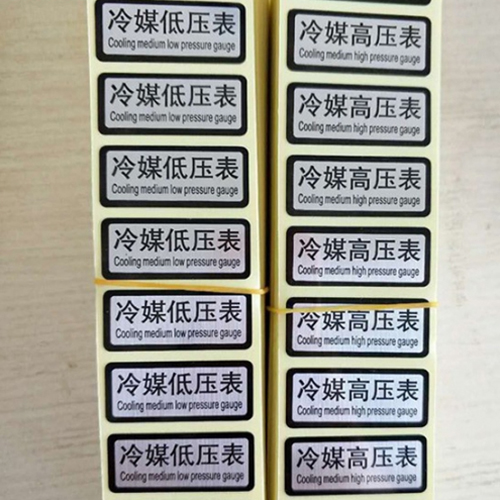 冷媒低压表
Cooling medium low pressure gauge
冷媒低压表
Cooling medium low pressure gauge
冷媒低压表
Cooling medium low pressure gauge
冷媒低压表
Cooling medium low pressure gauge
冷媒低压表
Cooling medium low pressure gauge
冷媒低压表
Cooling medium low pressure gauge
冷媒低压表
Cooling medium low pressure gauge
冷媒高压表
Cooling medium high pressure gauge
冷媒高压表
Cooling medium high pressure gauge
冷媒高压表
Cooling medium high pressure gauge
冷媒高压表
Cooling medium high pressure gauge
冷媒高压表
Cooling medium high pressure gauge
冷媒高压表
Cooling medium high pressure gauge
冷媒高压表
Cooling medium high pressure gauge